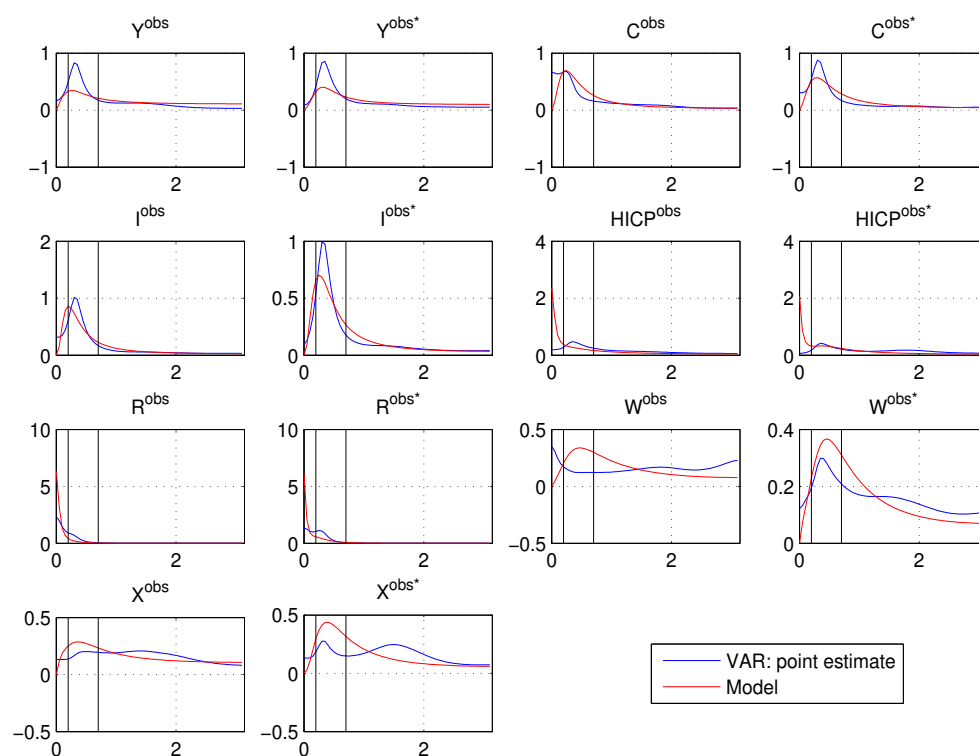 Y^obs Y^obs* C^obs C^obs*
1 1 1 1
0 0 0 0
−1 −1 −1 −1
0 2 0 2 0 2 0 2
I^obs I^obs* HICP^obs HICP^obs*
2 1 4 4
1 0.5 2 2
0 0 0 0
0 2 0 2 0 2 0 2
R^obs R^obs* W^obs W^obs*
10 10 0.5 0.4
5 5 0 0.2
0 0 −0.5 0
0 2 0 2 0 2 0 2
X^obs X^obs*
0.5 0.5
0 0
−0.5 −0.5
0 2 0 2
VAR: point estimate
Model